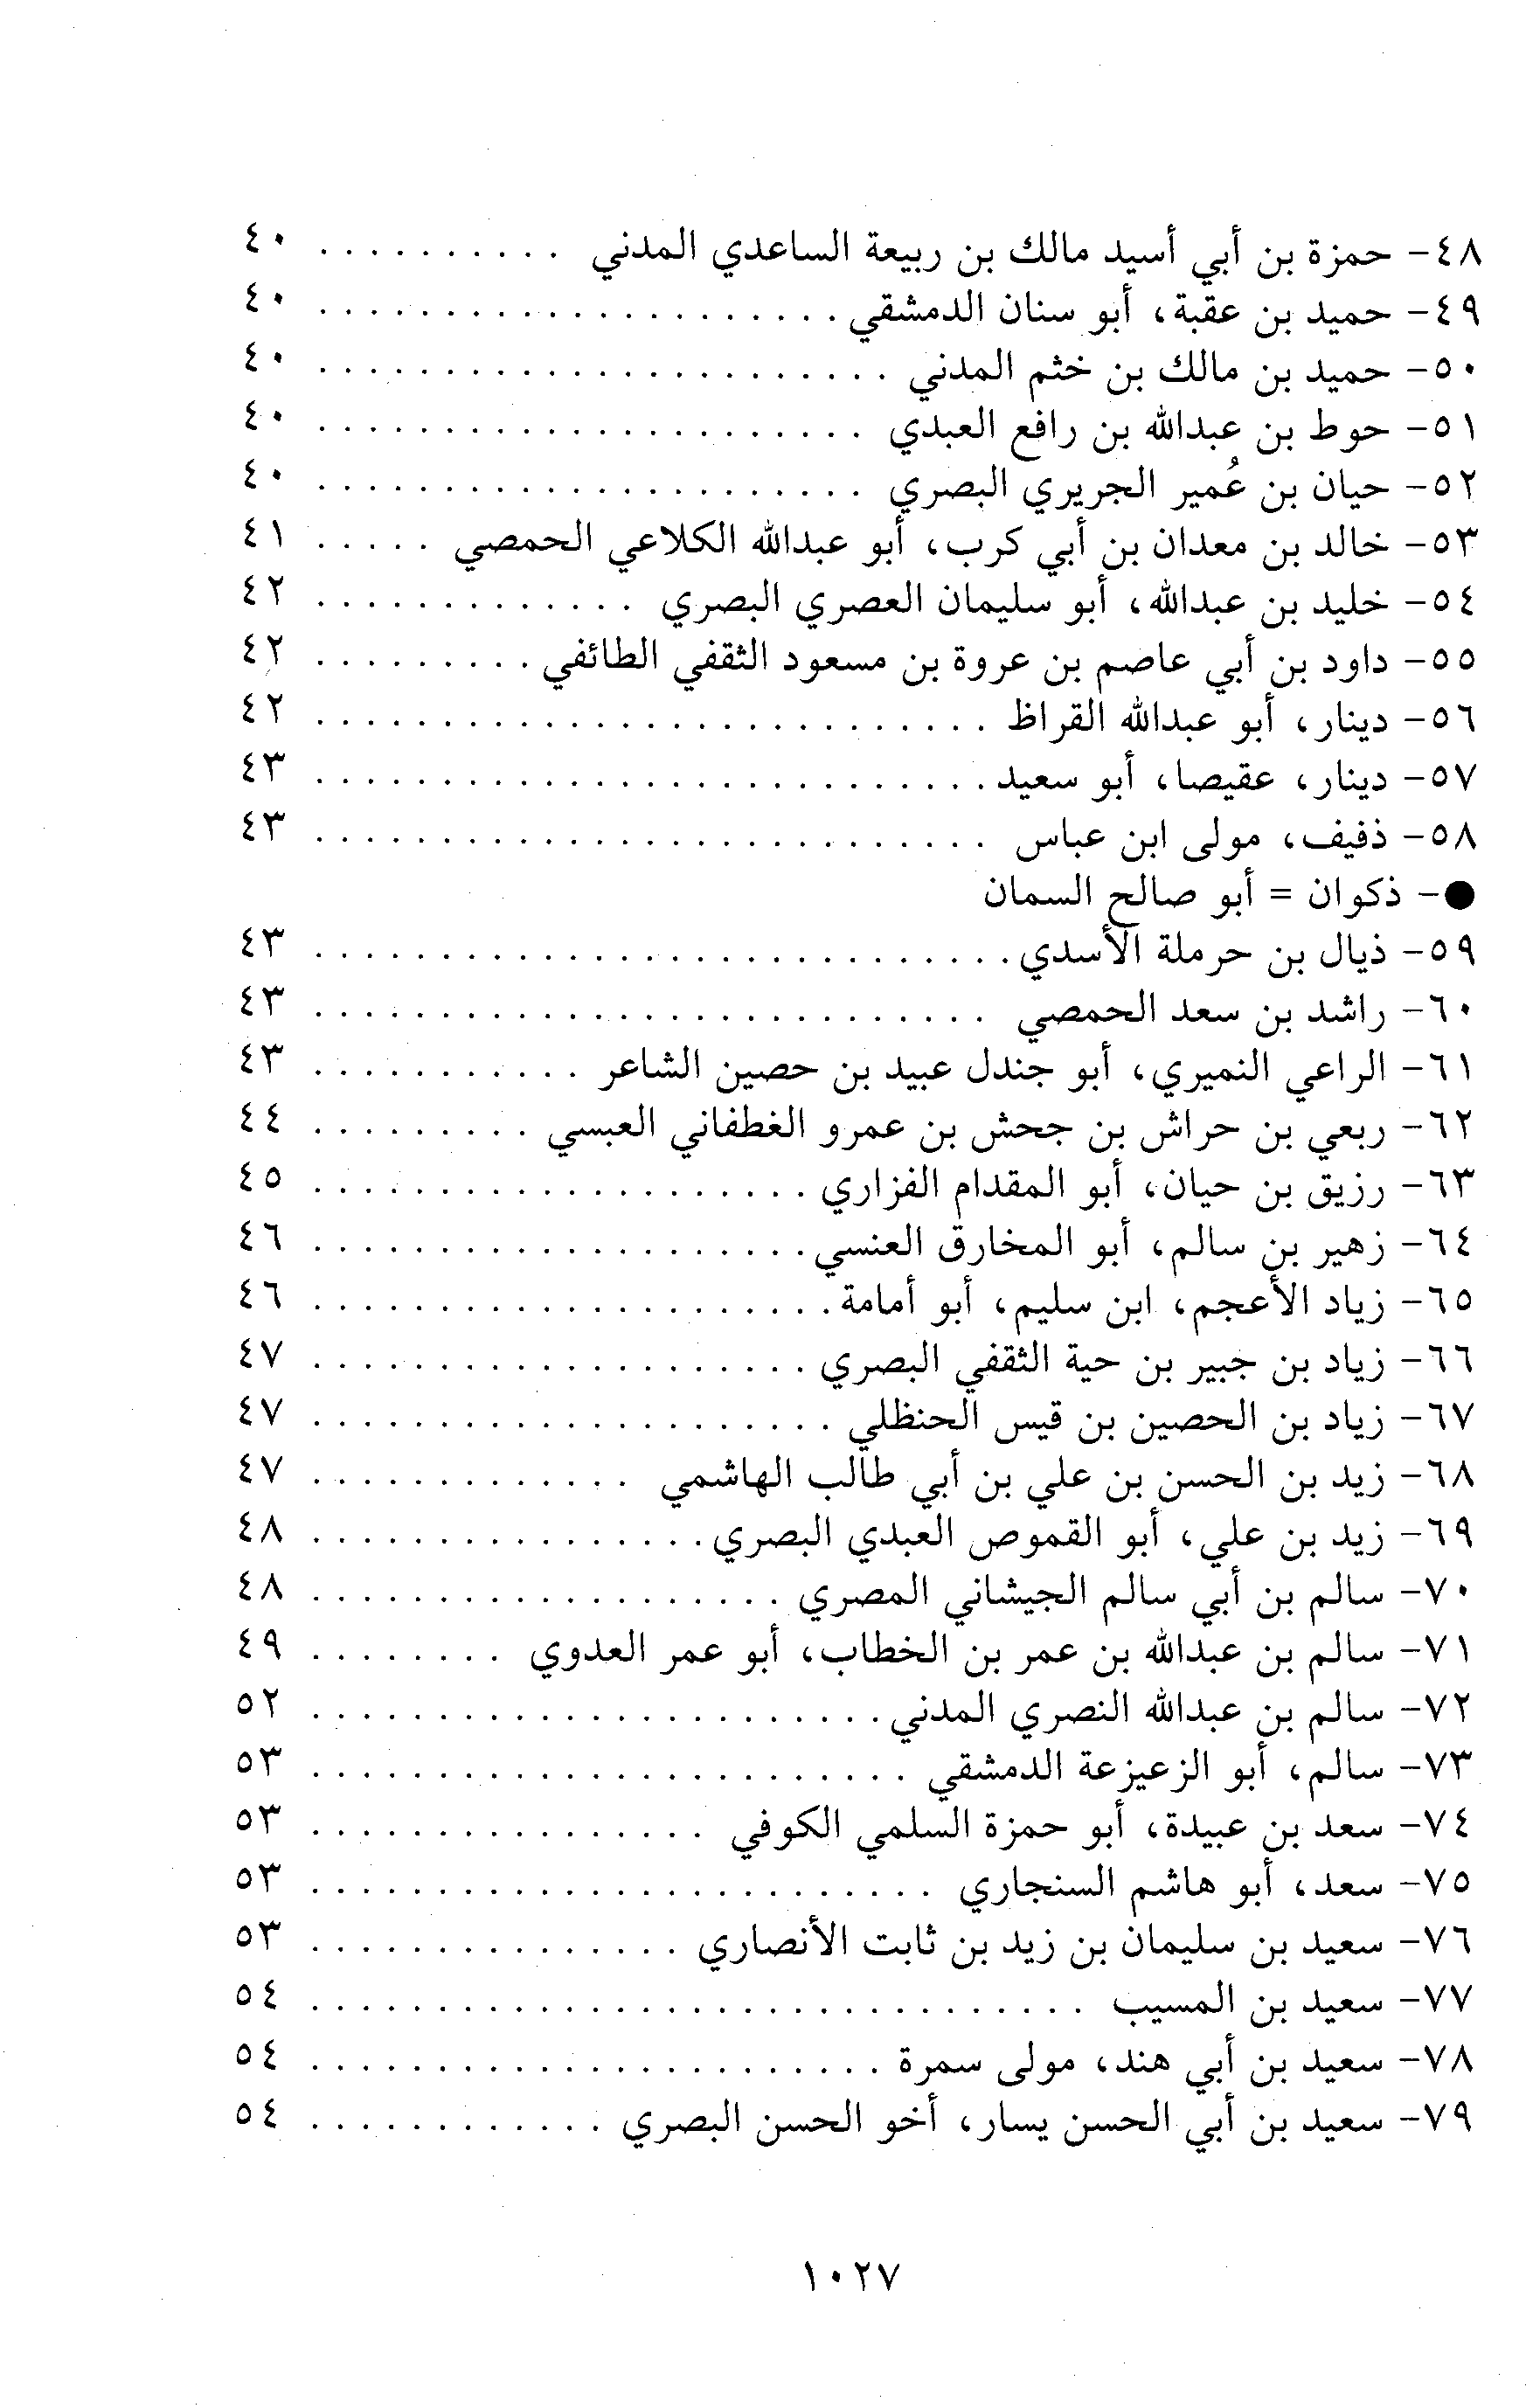 ٤٨- حمزة بن أبي أسيد مالك بن ربيعة الساعدي المدني . . . . . . . . . . ٤٠
٤٩- حميد بن عقبة، أبو سنان الدمشقي . . . . . . . . . . . . . . . . . . . . . ٤٠
٥٠- حميد بن مالك بن خثم المدني . . . . . . . . . . . . . . . . . . . . . . . ٤٠
٥١- حوط بن عبدالله بن رافع العبدي . . . . . . . . . . . . . . . . . . . . . . ٤٠
٥٢- حيان بن عُمير الجريري البصري . . . . . . . . . . . . . . . . . . . . . . ٤٠
٥٣- خالد بن معدان بن أبي كرب، أبو عبدالله الكلاعي الحمصي . . . . . ٤١
٥٤- خليد بن عبدالله، أبو سليمان العصري البصري . . . . . . . . . . . . . ٤٢
٥٥- داود بن أبي عاصم بن عروة بن مسعود الثقفي الطائفي . . . . . . . . . ٤٢
٥٦- دينار، أبو عبدالله القراظ . . . . . . . . . . . . . . . . . . . . . . . . . . . ٤٢
٥٧- دينار، عقيصا، أبو سعيد . . . . . . . . . . . . . . . . . . . . . . . . . . . ٤٣
٥٨- ذفيف، مولى ابن عباس . . . . . . . . . . . . . . . . . . . . . . . . . . . ٤٣
●- ذكوان = أبو صالح السمان
٥٩- ذيال بن حرملة الأسدي . . . . . . . . . . . . . . . . . . . . . . . . . . . . ٤٣
٦٠- راشد بن سعد الحمصي . . . . . . . . . . . . . . . . . . . . . . . . . . . ٤٣
٦١- الراعي النميري، أبو جندل عبيد بن حصين الشاعر . . . . . . . . . . . ٤٣
٦٢- ربعي بن حراش بن جحش بن عمرو الغطفاني العبسي . . . . . . . . . ٤٤
٦٣- رزيق بن حيان، أبو المقدام الفزاري . . . . . . . . . . . . . . . . . . . . ٤٥
٦٤- زهير بن سالم، أبو المخارق العنسي . . . . . . . . . . . . . . . . . . . . ٤٦
٦٥- زياد الأعجم، ابن سليم، أبو أمامة . . . . . . . . . . . . . . . . . . . . . ٤٦
٦٦- زياد بن جبير بن حية الثقفي البصري . . . . . . . . . . . . . . . . . . . . ٤٧
٦٧- زياد بن الحصين بن قيس الحنظلي . . . . . . . . . . . . . . . . . . . . . ٤٧
٦٨- زيد بن الحسن بن علي بن أبي طالب الهاشمي . . . . . . . . . . . . . ٤٧
٦٩- زيد بن علي، أبو القموص العبدي البصري . . . . . . . . . . . . . . . . ٤٨
٧٠- سالم بن أبي سالم الجيشاني المصري . . . . . . . . . . . . . . . . . . . ٤٨
٧١- سالم بن عبدالله بن عمر بن الخطاب، أبو عمر العدوي . . . . . . . . ٤٩
٧٢- سالم بن عبدالله النصري المدني . . . . . . . . . . . . . . . . . . . . . . . ٥٢
٧٣- سالم، أبو الزعيزعة الدمشقي . . . . . . . . . . . . . . . . . . . . . . . . ٥٣
٧٤- سعد بن عبيدة، أبو حمزة السلمي الكوفي . . . . . . . . . . . . . . . . ٥٣
٧٥- سعد، أبو هاشم السنجاري . . . . . . . . . . . . . . . . . . . . . . . . . ٥٣
٧٦- سعيد بن سليمان بن زيد بن ثابت الأنصاري . . . . . . . . . . . . . . . ٥٣
٧٧- سعيد بن المسيب . . . . . . . . . . . . . . . . . . . . . . . . . . . . . . . ٥٤
٧٨- سعيد بن أبي هند، مولى سمرة . . . . . . . . . . . . . . . . . . . . . . . ٥٤
٧٩- سعيد بن أبي الحسن يسار، أخو الحسن البصري . . . . . . . . . . . . ٥٤
١٠٢٧